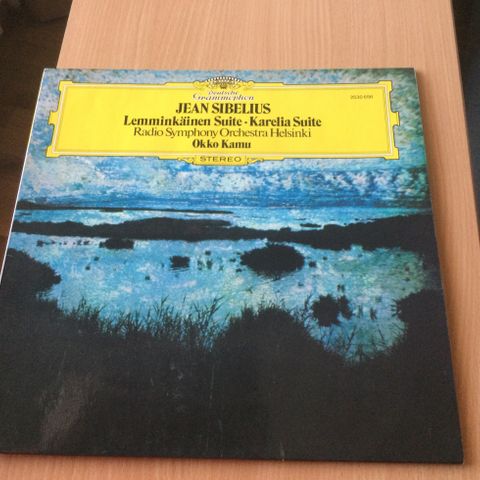 Deutsche
Grammophon
JEAN SIBELIUS
2530 656
Lemminkäinen Suite · Karelia Suite
Radio Symphony Orchestra Helsinki
Okko Kamu
STEREO